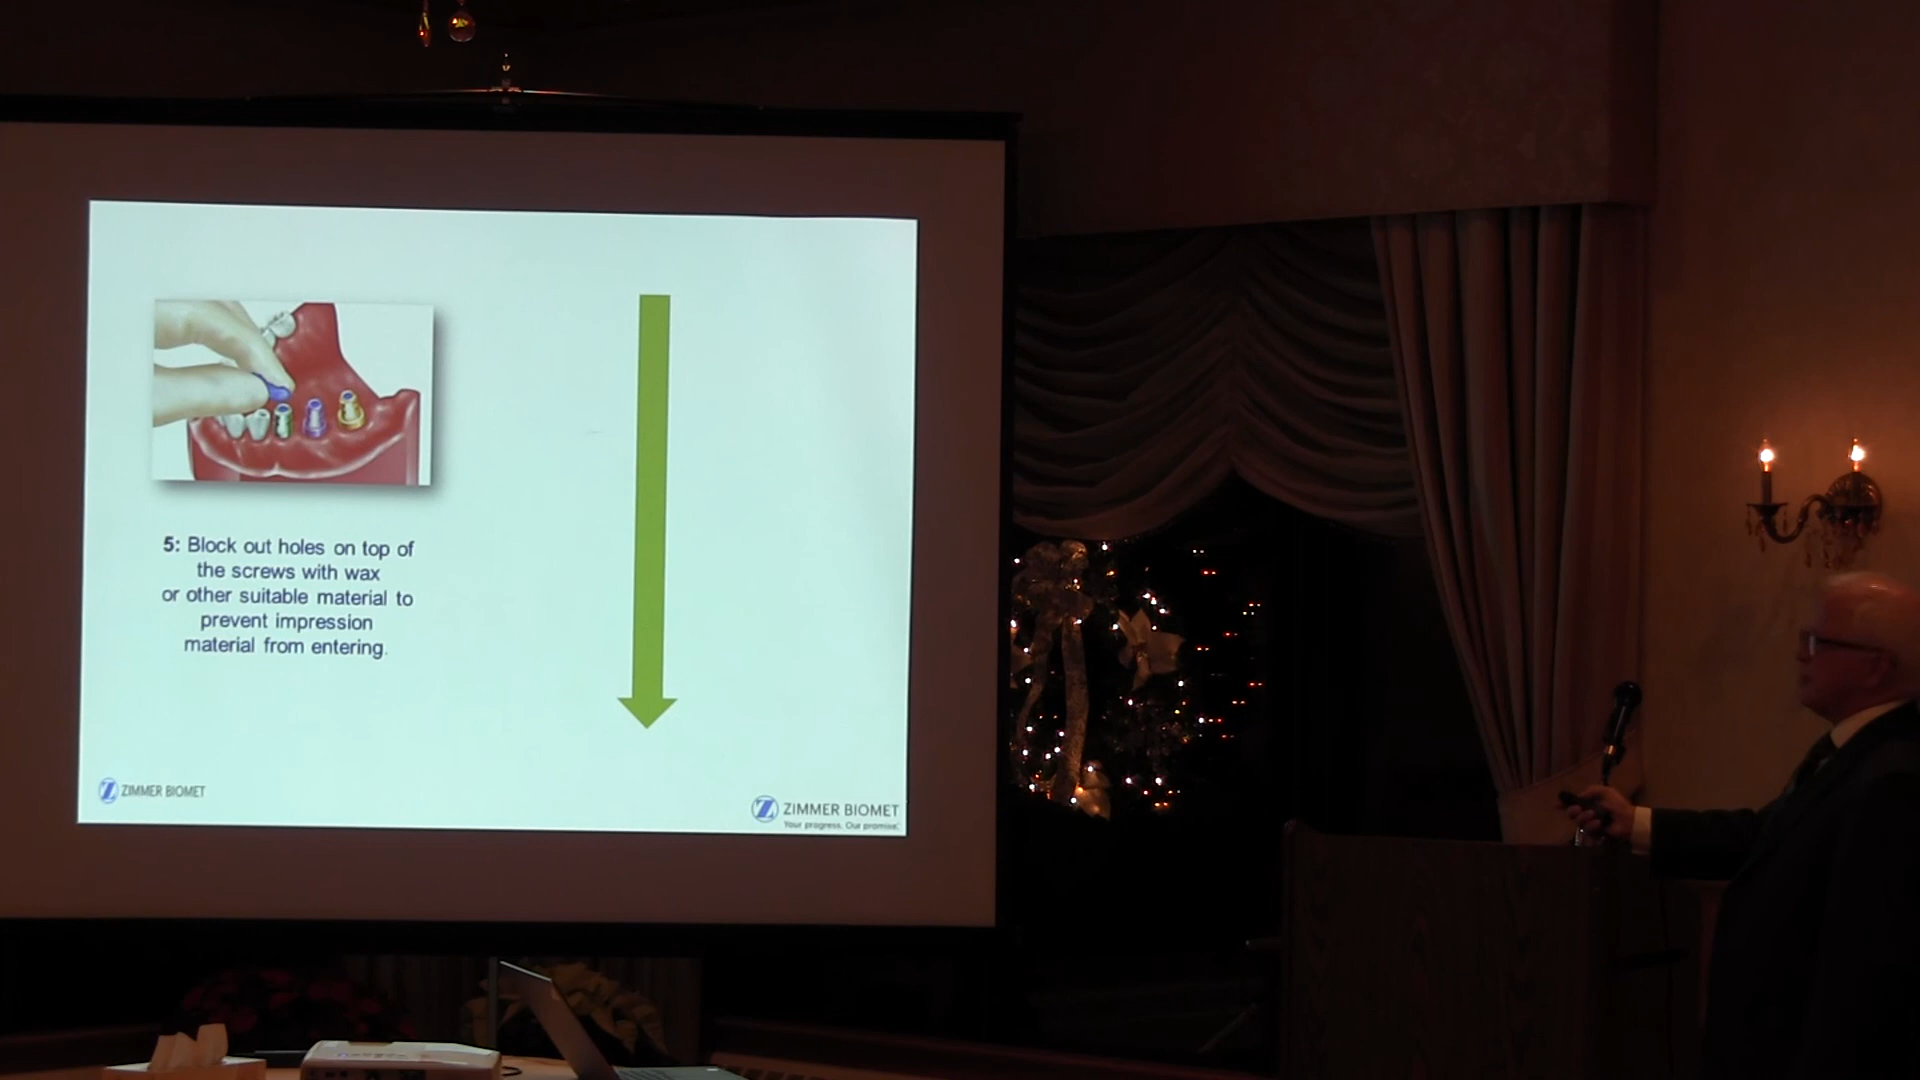 5: Block out holes on top of
the screws with wax
or other suitable material to
prevent impression
material from entering.
Z ZIMMER BIOMET
Z ZIMMER BIOMET
Your progress. Our promise.